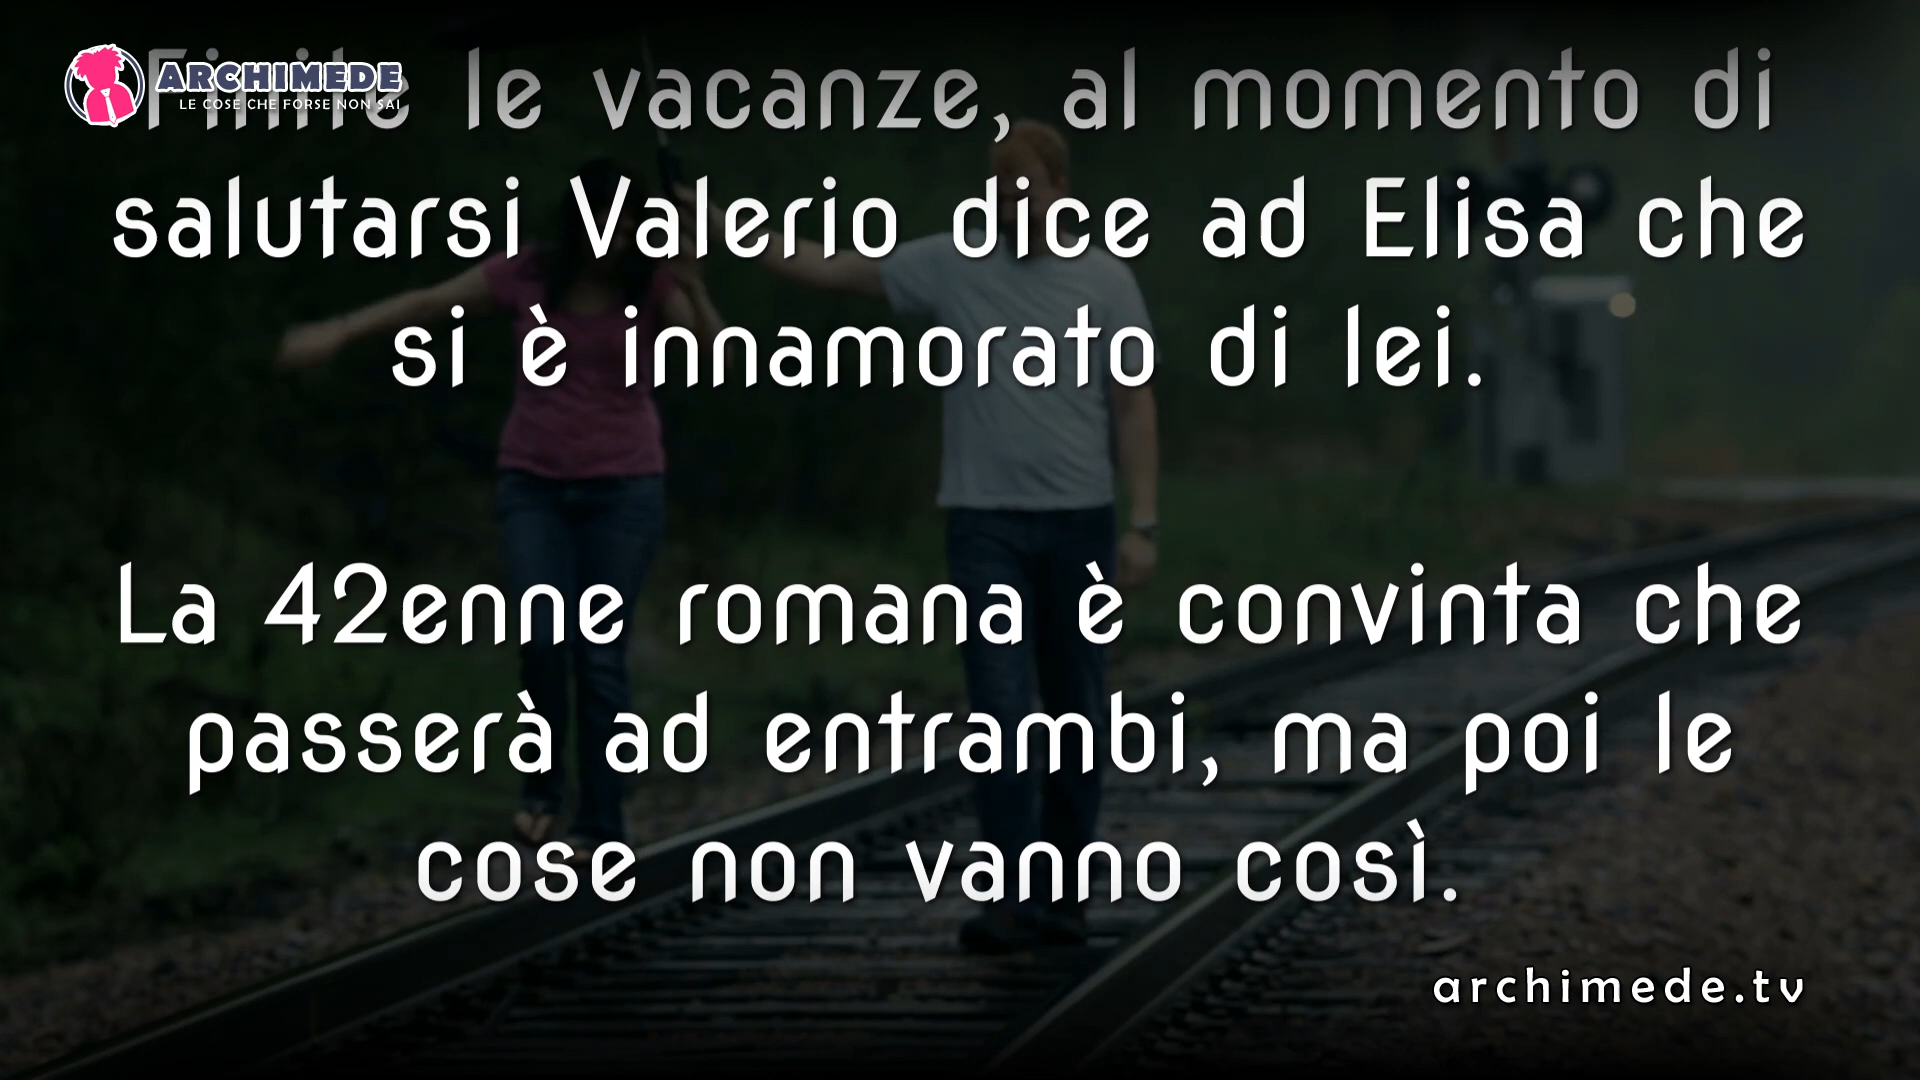 ARCHIMEDE
LE COSE CHE FORSE NON SAI
Finite le vacanze, al momento di
salutarsi Valerio dice ad Elisa che
si è innamorato di lei.
La 42enne romana è convinta che
passerà ad entrambi, ma poi le
cose non vanno così.
archimede.tv